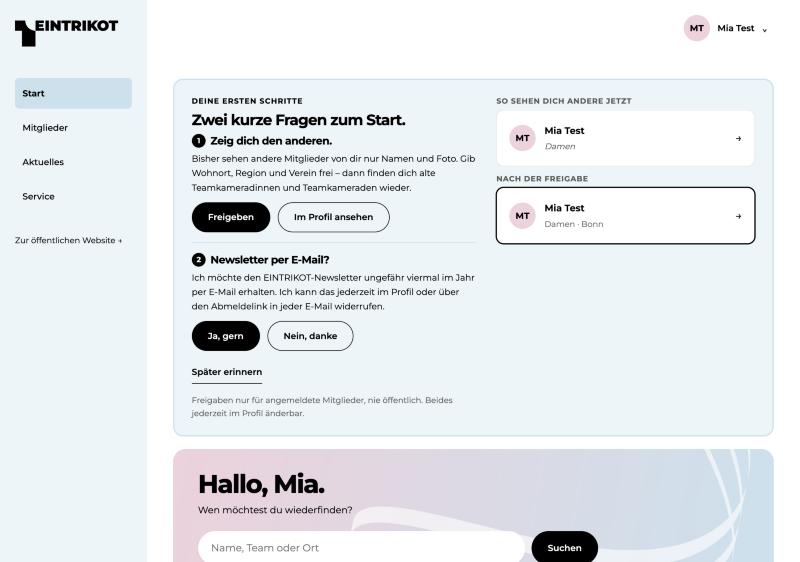 EINTRIKOT
MT Mia Test
Start
Mitglieder
Aktuelles
Service
Zur öffentlichen Website →
DEINE ERSTEN SCHRITTE
Zwei kurze Fragen zum Start.
1 Zeig dich den anderen.
Bisher sehen andere Mitglieder von dir nur Namen und Foto. Gib
Wohnort, Region und Verein frei – dann finden dich alte
Teamkameradinnen und Teamkameraden wieder.
Freigeben
Im Profil ansehen
2 Newsletter per E-Mail?
Ich möchte den EINTRIKOT-Newsletter ungefähr viermal im Jahr
per E-Mail erhalten. Ich kann das jederzeit im Profil oder über
den Abmeldelink in jeder E-Mail widerrufen.
Ja, gern
Nein, danke
Später erinnern
Freigaben nur für angemeldete Mitglieder, nie öffentlich. Beides
jederzeit im Profil änderbar.
SO SEHEN DICH ANDERE JETZT
MT Mia Test →
Damen
NACH DER FREIGABE
MT Mia Test →
Damen · Bonn
Hallo, Mia.
Wen möchtest du wiederfinden?
Name, Team oder Ort
Suchen